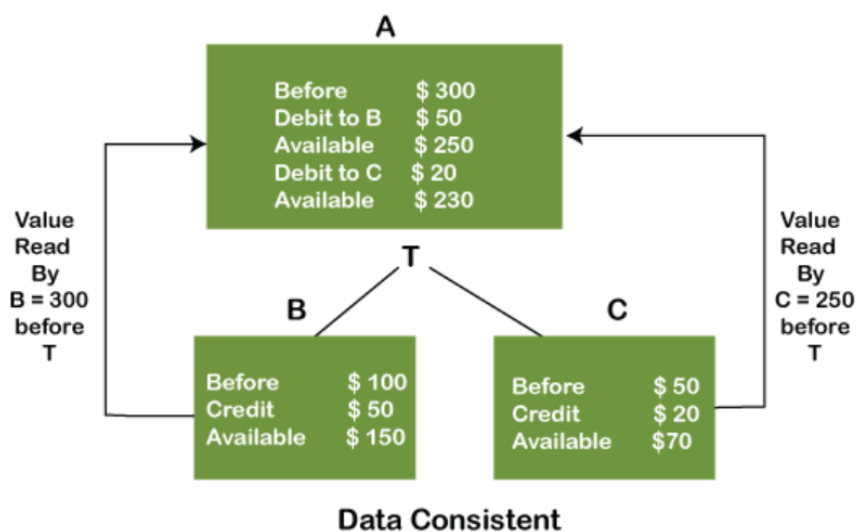 A
Before $ 300
Debit to B $ 50
Available $ 250
Debit to C $ 20
Available $ 230
Value
Read
By
B = 300
before
T
Value
Read
By
C = 250
before
T
T
B
Before $ 100
Credit $ 50
Available $ 150
C
Before $ 50
Credit $ 20
Available $70
Data Consistent